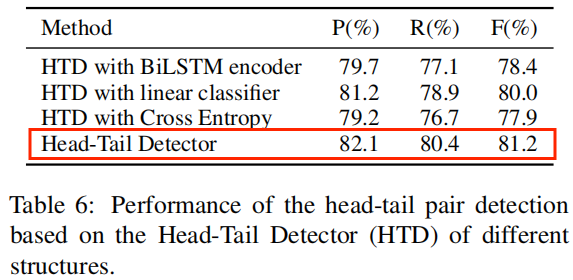 Method P(%) R(%) F(%)
HTD with BiLSTM encoder 79.7 77.1 78.4
HTD with linear classifier 81.2 78.9 80.0
HTD with Cross Entropy 79.2 76.7 77.9
Head-Tail Detector 82.1 80.4 81.2
Table 6: Performance of the head-tail pair detection
based on the Head-Tail Detector (HTD) of different
structures.